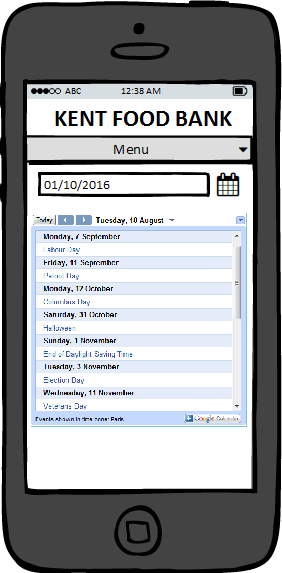 ABC 12:38 AM
KENT FOOD BANK
Menu
01/10/2016
Today Tuesday, 18 August
Monday, 7 September
Labour Day
Friday, 11 September
Patriot Day
Monday, 12 October
Columbus Day
Saturday, 31 October
Halloween
Sunday, 1 November
End of Daylight Saving Time
Tuesday, 3 November
Election Day
Wednesday, 11 November
Veterans Day
Events shown in time zone: Paris
Google Calendar